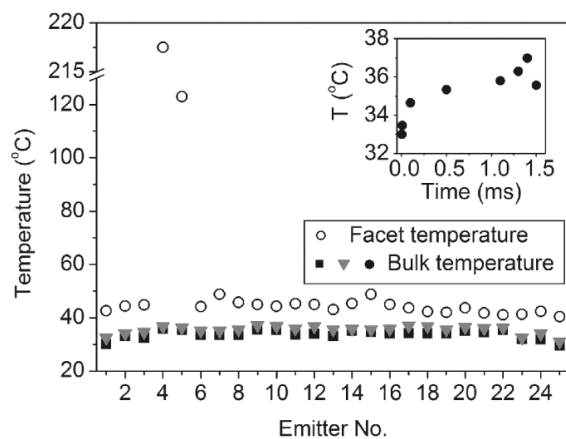 220
215
120
100
80
60
40
20
Temperature (°C)
2 4 6 8 10 12 14 16 18 20 22 24
Emitter No.
38
36
34
32
T (°C)
0.0 0.5 1.0 1.5
Time (ms)
Facet temperature
Bulk temperature